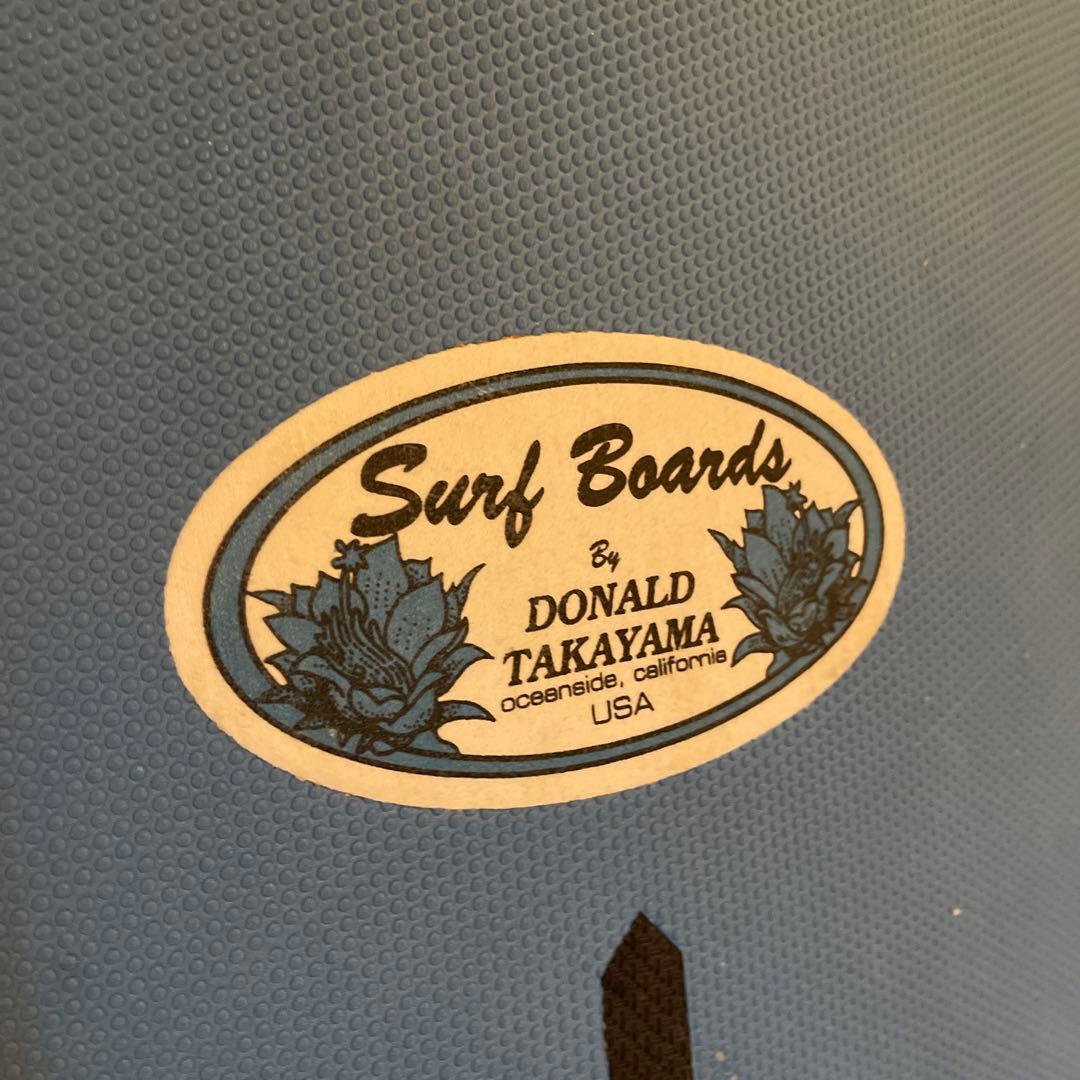 Surf Boards
By
DONALD
TAKAYAMA
oceanside, california
USA